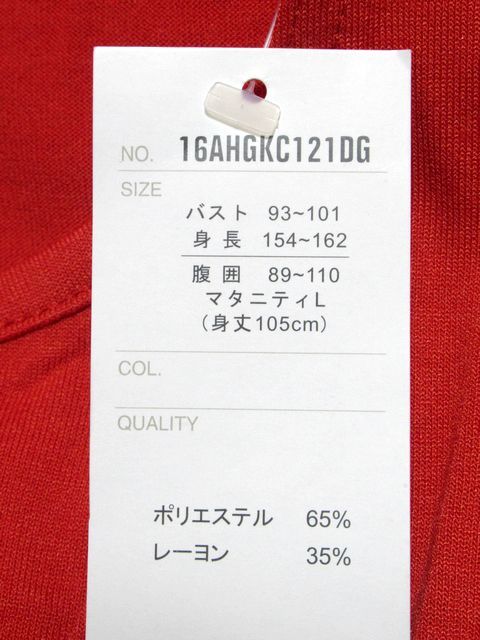 NO. 16AHGKC121DG
SIZE
バスト 93~101
身長 154~162
腹囲 89~110
マタニティL
(身丈105cm)
COL.
QUALITY
ポリエステル 65%
レーヨン 35%